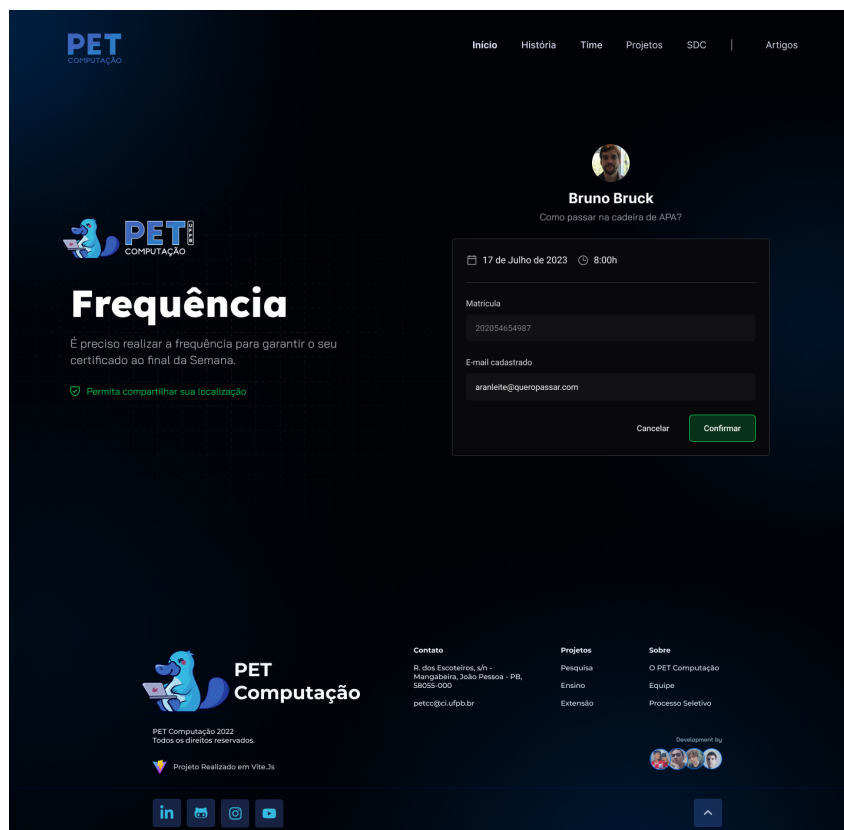 PET
COMPUTAÇÃO
Início História Time Projetos SDC | Artigos
Bruno Bruck
Como passar na cadeira de APA?
PET UFPB
COMPUTAÇÃO
Frequência
É preciso realizar a frequência para garantir o seu
certificado ao final da Semana.
Permita compartilhar sua localização
17 de Julho de 2023 8:00h
Matrícula
202054654987
E-mail cadastrado
aranleite@queropassar.com
Cancelar Confirmar
PET
Computação
PET Computação 2022
Todos os direitos reservados.
Projeto Realizado em Vite.Js
Contato
R. dos Escoteiros, s/n -
Mangabeira, João Pessoa - PB,
58055-000
petcc@ci.ufpb.br
Projetos
Pesquisa
Ensino
Extensão
Sobre
O PET Computação
Equipe
Processo Seletivo
Development by
in